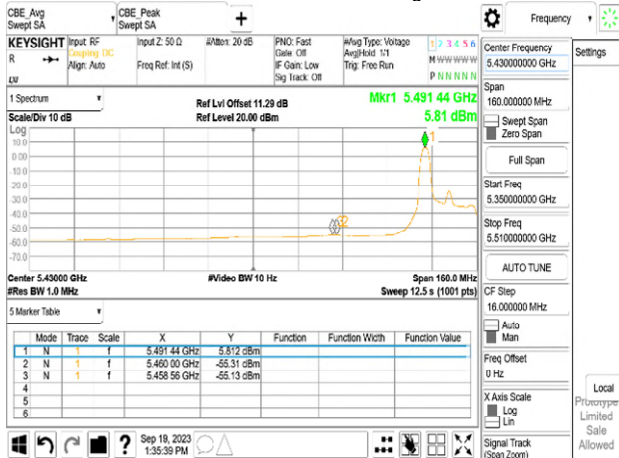 CBE_Avg
Swept SA
CBE_Peak
Swept SA
+
Frequency
KEYSIGHT
R
Input: RF
Coupling: DC
Align: Auto
Input Z: 50 Ω
Freq Ref: Int (S)
#Atten: 20 dB
PNO: Fast
Gate: Off
IF Gain: Low
Sig Track: Off
#Avg Type: Voltage
Avg|Hold: 1/1
Trig: Free Run
1 2 3 4 5 6
M W W W W W
P N N N N N
Center Frequency
5.430000000 GHz
Settings
Span
160.000000 MHz
Swept Span
Zero Span
Full Span
Start Freq
5.350000000 GHz
Stop Freq
5.510000000 GHz
AUTO TUNE
CF Step
16.000000 MHz
Auto
Man
Freq Offset
0 Hz
X Axis Scale
Log
Lin
Signal Track
(Span Zoom)
Local
Prototype
Limited
Sale
Allowed
1 Spectrum
Scale/Div 10 dB
Ref Lvl Offset 11.29 dB
Ref Level 20.00 dBm
Mkr1 5.491 44 GHz
5.81 dBm
Log
10.0
0.00
-10.0
-20.0
-30.0
-40.0
-50.0
-60.0
-70.0
1
2
Center 5.43000 GHz
#Res BW 1.0 MHz
#Video BW 10 Hz
Span 160.0 MHz
Sweep 12.5 s (1001 pts)
5 Marker Table
Mode Trace Scale X Y Function Function Width Function Value
1 N 1 f 5.491 44 GHz 5.812 dBm
2 N 1 f 5.460 00 GHz -55.31 dBm
3 N 1 f 5.458 56 GHz -55.13 dBm
4
5
6
?
Sep 19, 2023
1:35:39 PM